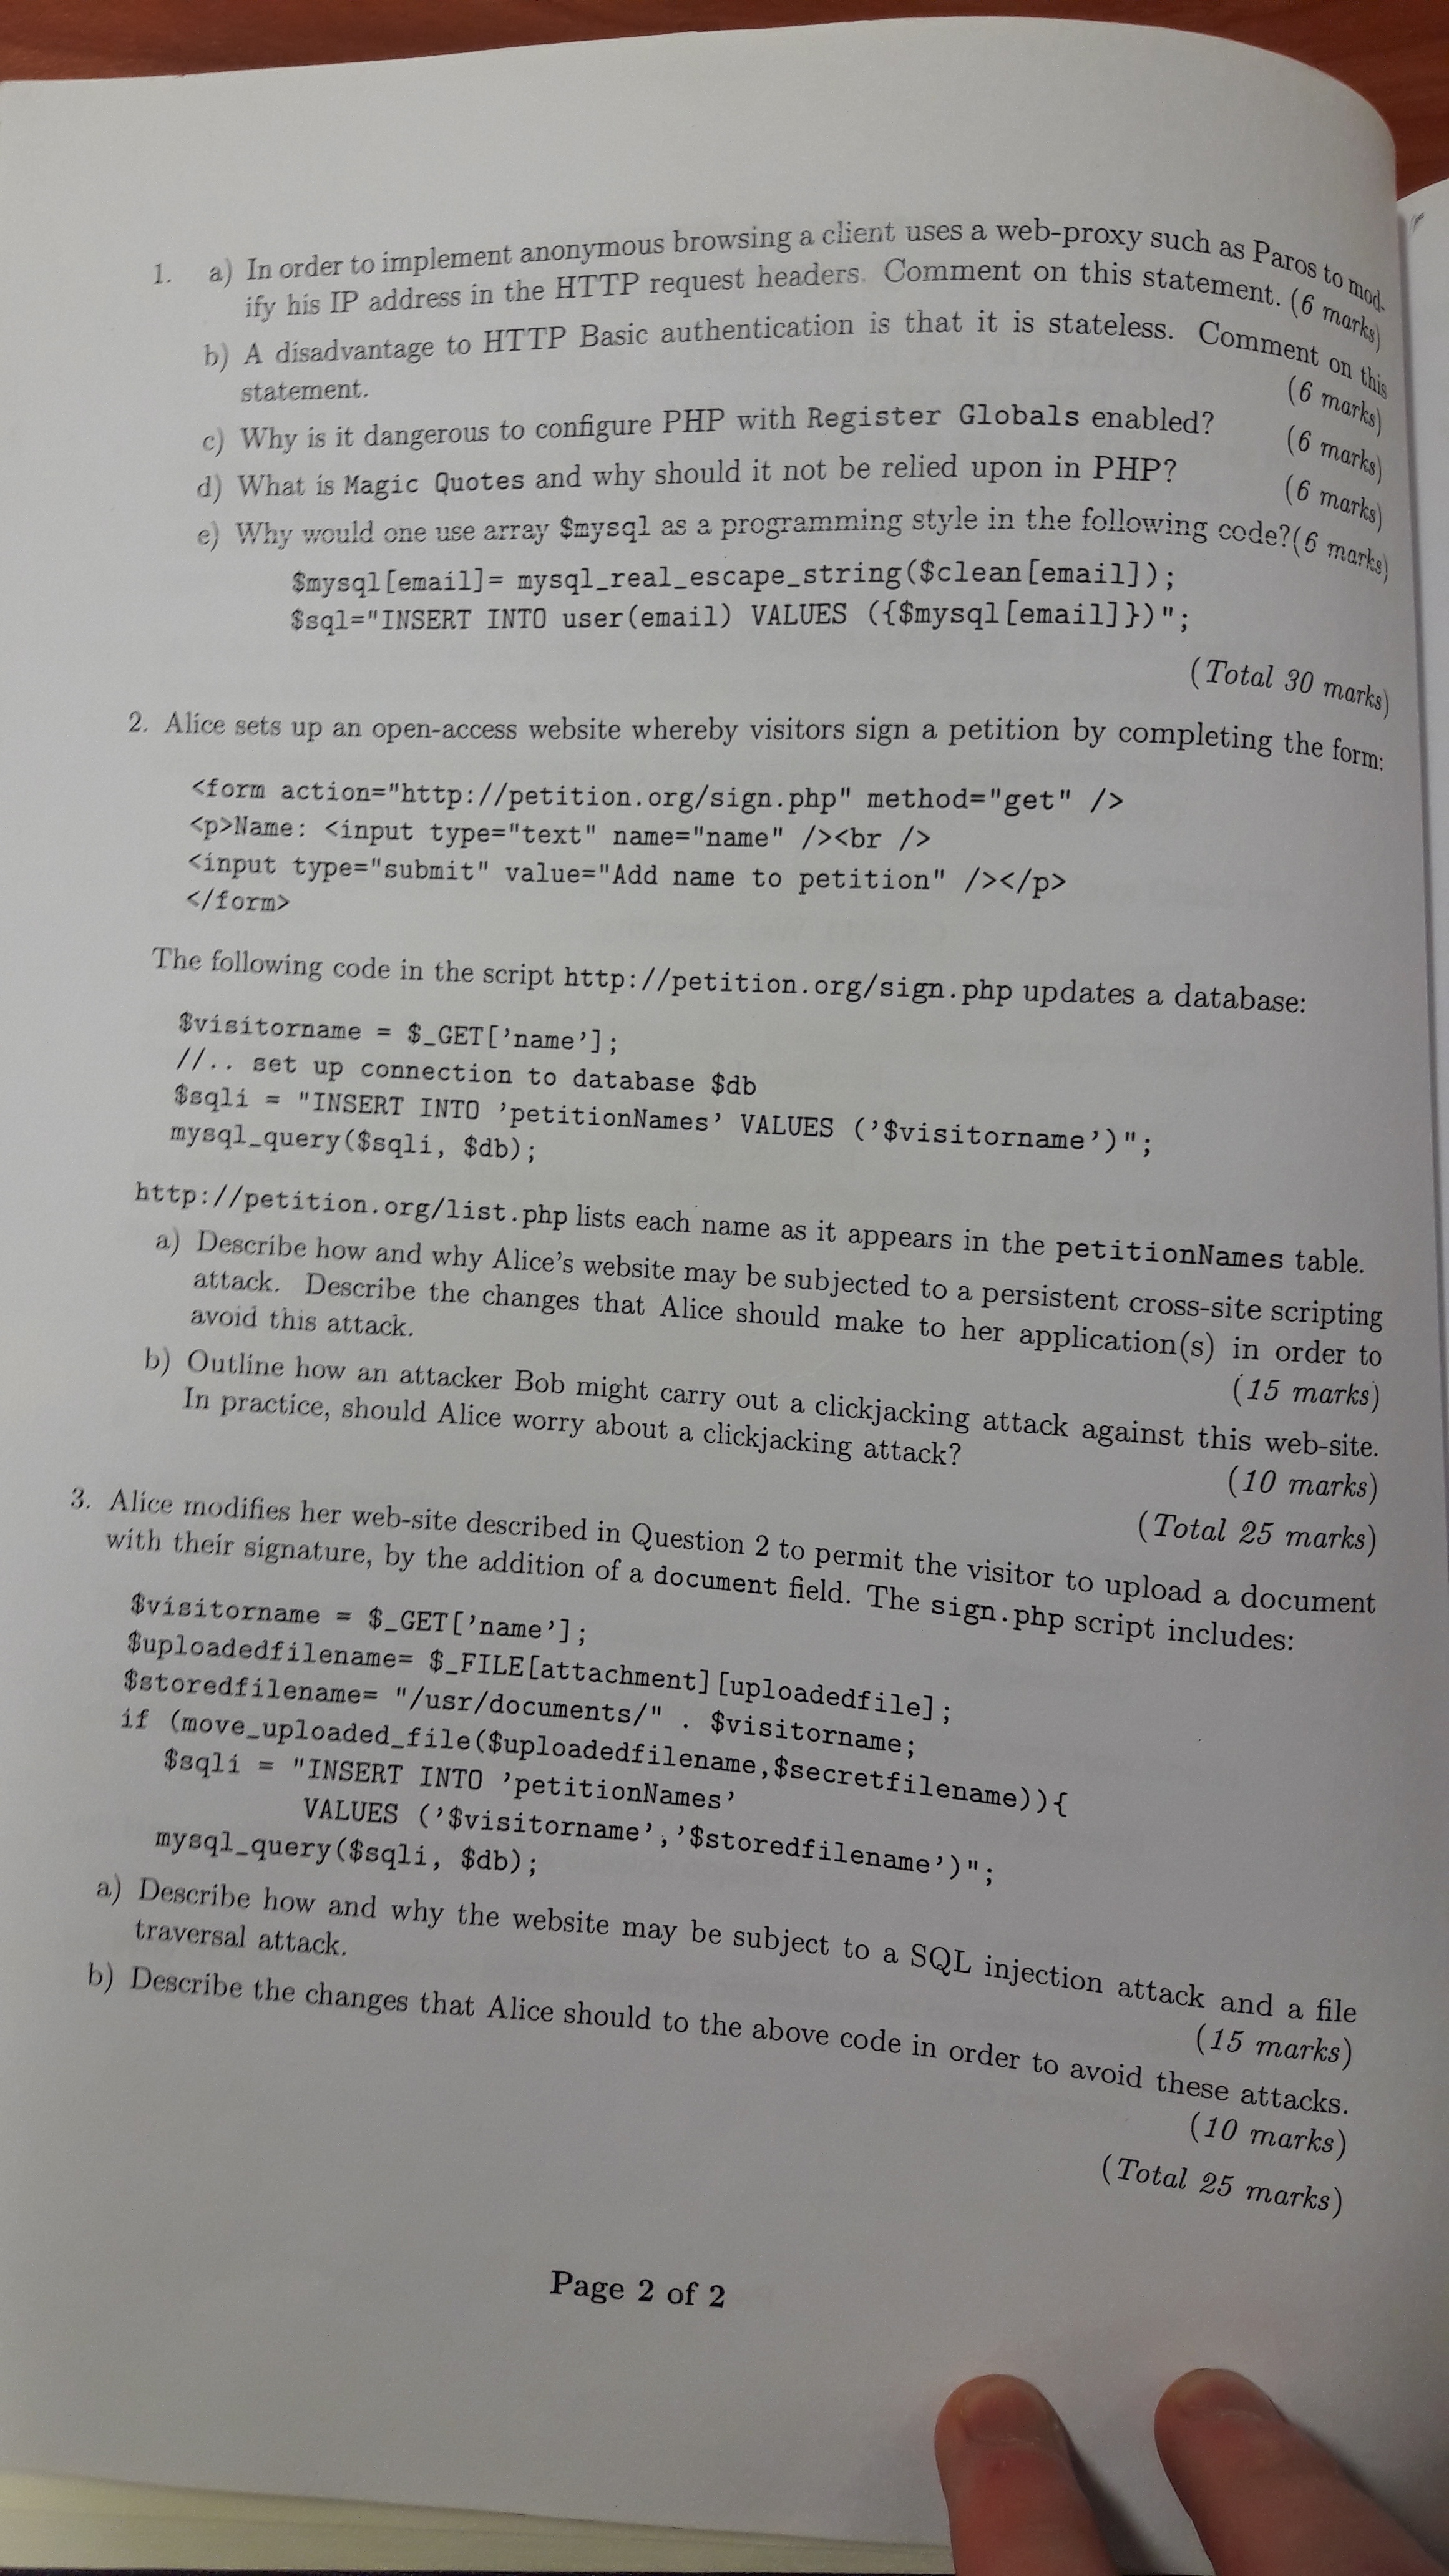 1. a) In order to implement anonymous browsing a client uses a web-proxy such as Paros to mod-
ify his IP address in the HTTP request headers. Comment on this statement. (6 marks)
b) A disadvantage to HTTP Basic authentication is that it is stateless. Comment on this
statement. (6 marks)
c) Why is it dangerous to configure PHP with Register Globals enabled? (6 marks)
d) What is Magic Quotes and why should it not be relied upon in PHP? (6 marks)
e) Why would one use array $mysql as a programming style in the following code?(6 marks)
$mysql[email]= mysql_real_escape_string($clean[email]);
$sql="INSERT INTO user(email) VALUES ({$mysql[email]})";
(Total 30 marks)
2. Alice sets up an open-access website whereby visitors sign a petition by completing the form:
<form action="http://petition.org/sign.php" method="get" />
<p>Name: <input type="text" name="name" /><br />
<input type="submit" value="Add name to petition" /></p>
</form>
The following code in the script http://petition.org/sign.php updates a database:
$visitorname = $_GET['name'];
//.. set up connection to database $db
$sqli = "INSERT INTO 'petitionNames' VALUES ('$visitorname')";
mysql_query($sqli, $db);
http://petition.org/list.php lists each name as it appears in the petitionNames table.
a) Describe how and why Alice's website may be subjected to a persistent cross-site scripting
attack. Describe the changes that Alice should make to her application(s) in order to
avoid this attack. (15 marks)
b) Outline how an attacker Bob might carry out a clickjacking attack against this web-site.
In practice, should Alice worry about a clickjacking attack? (10 marks)
(Total 25 marks)
3. Alice modifies her web-site described in Question 2 to permit the visitor to upload a document
with their signature, by the addition of a document field. The sign.php script includes:
$visitorname = $_GET['name'];
$uploadedfilename= $_FILE[attachment][uploadedfile];
$storedfilename= "/usr/documents/" . $visitorname;
if (move_uploaded_file($uploadedfilename,$secretfilename)){
$sqli = "INSERT INTO 'petitionNames'
VALUES ('$visitorname','$storedfilename')";
mysql_query($sqli, $db);
a) Describe how and why the website may be subject to a SQL injection attack and a file
traversal attack. (15 marks)
b) Describe the changes that Alice should to the above code in order to avoid these attacks.
(10 marks)
(Total 25 marks)
Page 2 of 2